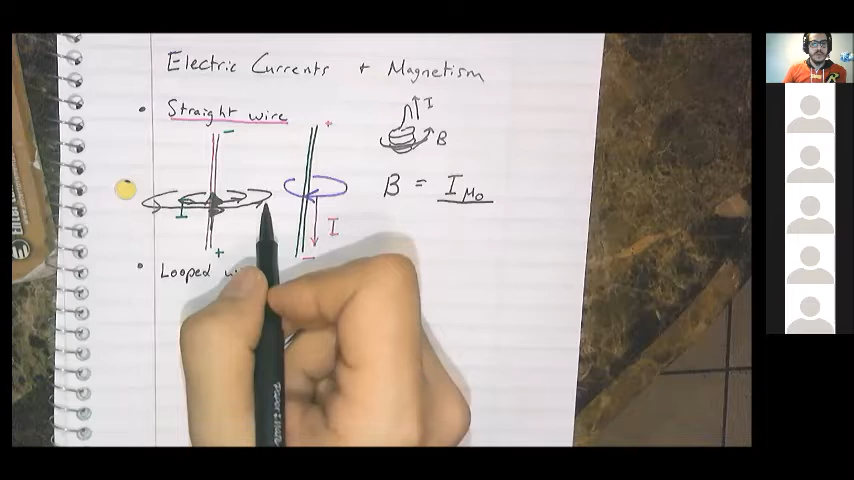 Electric Currents + Magnetism
• Straight wire
- +
I
B
B = I μ₀
I
I
+ -
• Looped